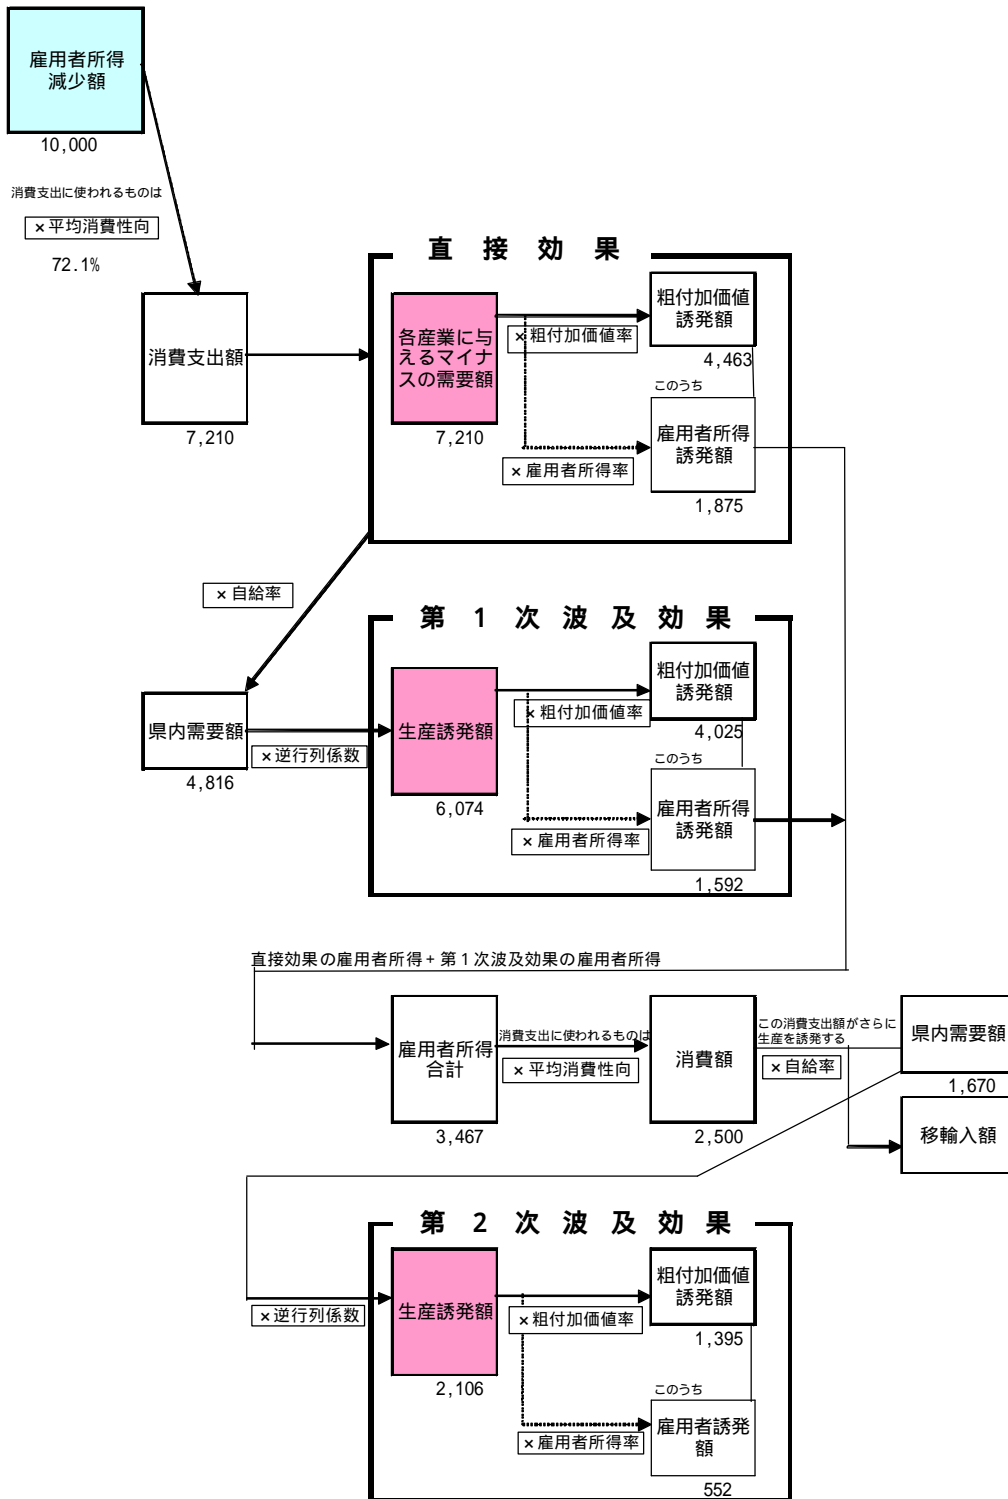 雇用者所得
減少額
10,000
消費支出に使われるものは
×平均消費性向
72.1%
消費支出額
7,210
直接効果
各産業に与
えるマイナ
スの需要額
7,210
×粗付加価値率
粗付加価値
誘発額
4,463
このうち
×雇用者所得率
雇用者所得
誘発額
1,875
×自給率
県内需要額
4,816
×逆行列係数
第1次波及効果
生産誘発額
6,074
×粗付加価値率
粗付加価値
誘発額
4,025
このうち
×雇用者所得率
雇用者所得
誘発額
1,592
直接効果の雇用者所得+第1次波及効果の雇用者所得
雇用者所得
合計
3,467
消費支出に使われるものは
×平均消費性向
消費額
2,500
この消費支出額がさらに
生産を誘発する
×自給率
県内需要額
1,670
移輸入額
第2次波及効果
×逆行列係数
生産誘発額
2,106
×粗付加価値率
粗付加価値
誘発額
1,395
このうち
×雇用者所得率
雇用者誘発
額
552